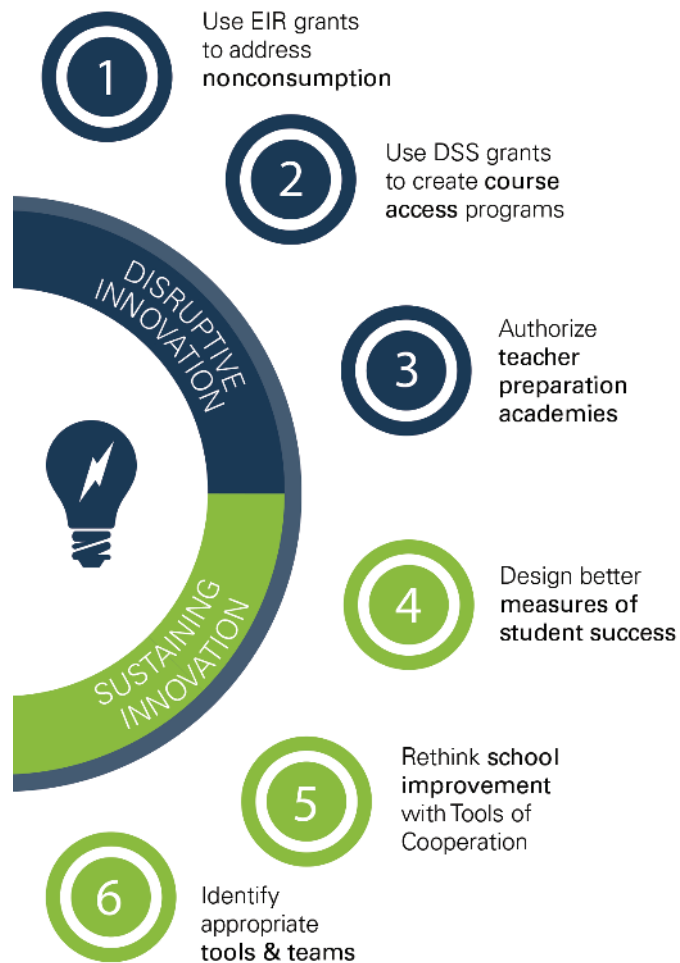 1
Use EIR grants
to address
nonconsumption
2
Use DSS grants
to create course
access programs
DISRUPTIVE
INNOVATION
3
Authorize
teacher
preparation
academies
SUSTAINING
INNOVATION
4
Design better
measures of
student success
5
Rethink school
improvement
with Tools of
Cooperation
6
Identify
appropriate
tools & teams